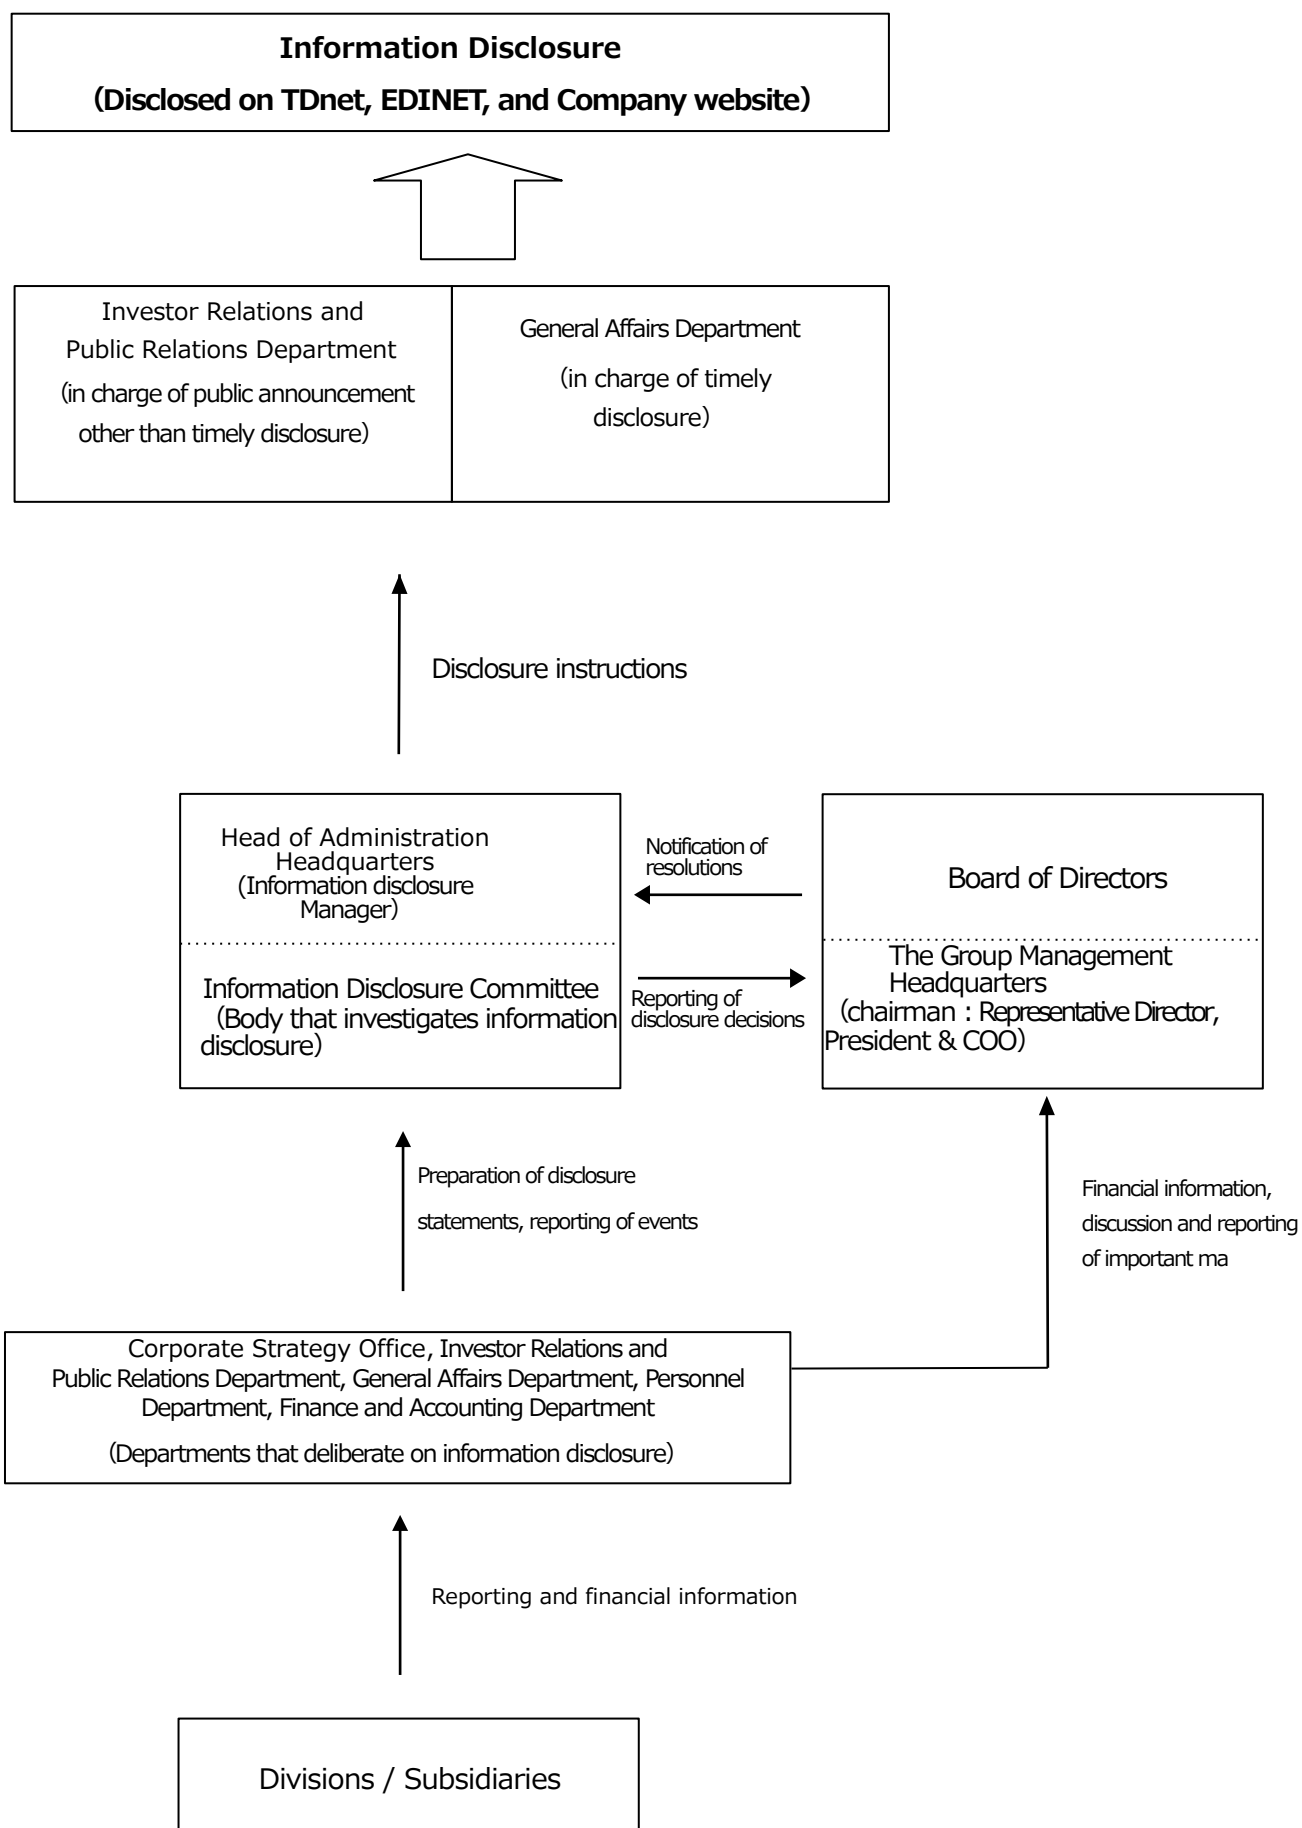 Information Disclosure
（Disclosed on TDnet, EDINET, and Company website）
Investor Relations and
Public Relations Department
（in charge of public announcement
other than timely disclosure）
General Affairs Department
（in charge of timely
disclosure）
Disclosure instructions
Head of Administration
Headquarters
（Information disclosure
Manager）
Notification of
resolutions
Board of Directors
Information Disclosure Committee
（Body that investigates information
disclosure）
Reporting of
disclosure decisions
The Group Management
Headquarters
（chairman：Representative Director,
President & COO）
Preparation of disclosure
statements, reporting of events
Financial information,
discussion and reporting
of important ma
Corporate Strategy Office, Investor Relations and
Public Relations Department, General Affairs Department, Personnel
Department, Finance and Accounting Department
（Departments that deliberate on information disclosure）
Reporting and financial information
Divisions / Subsidiaries